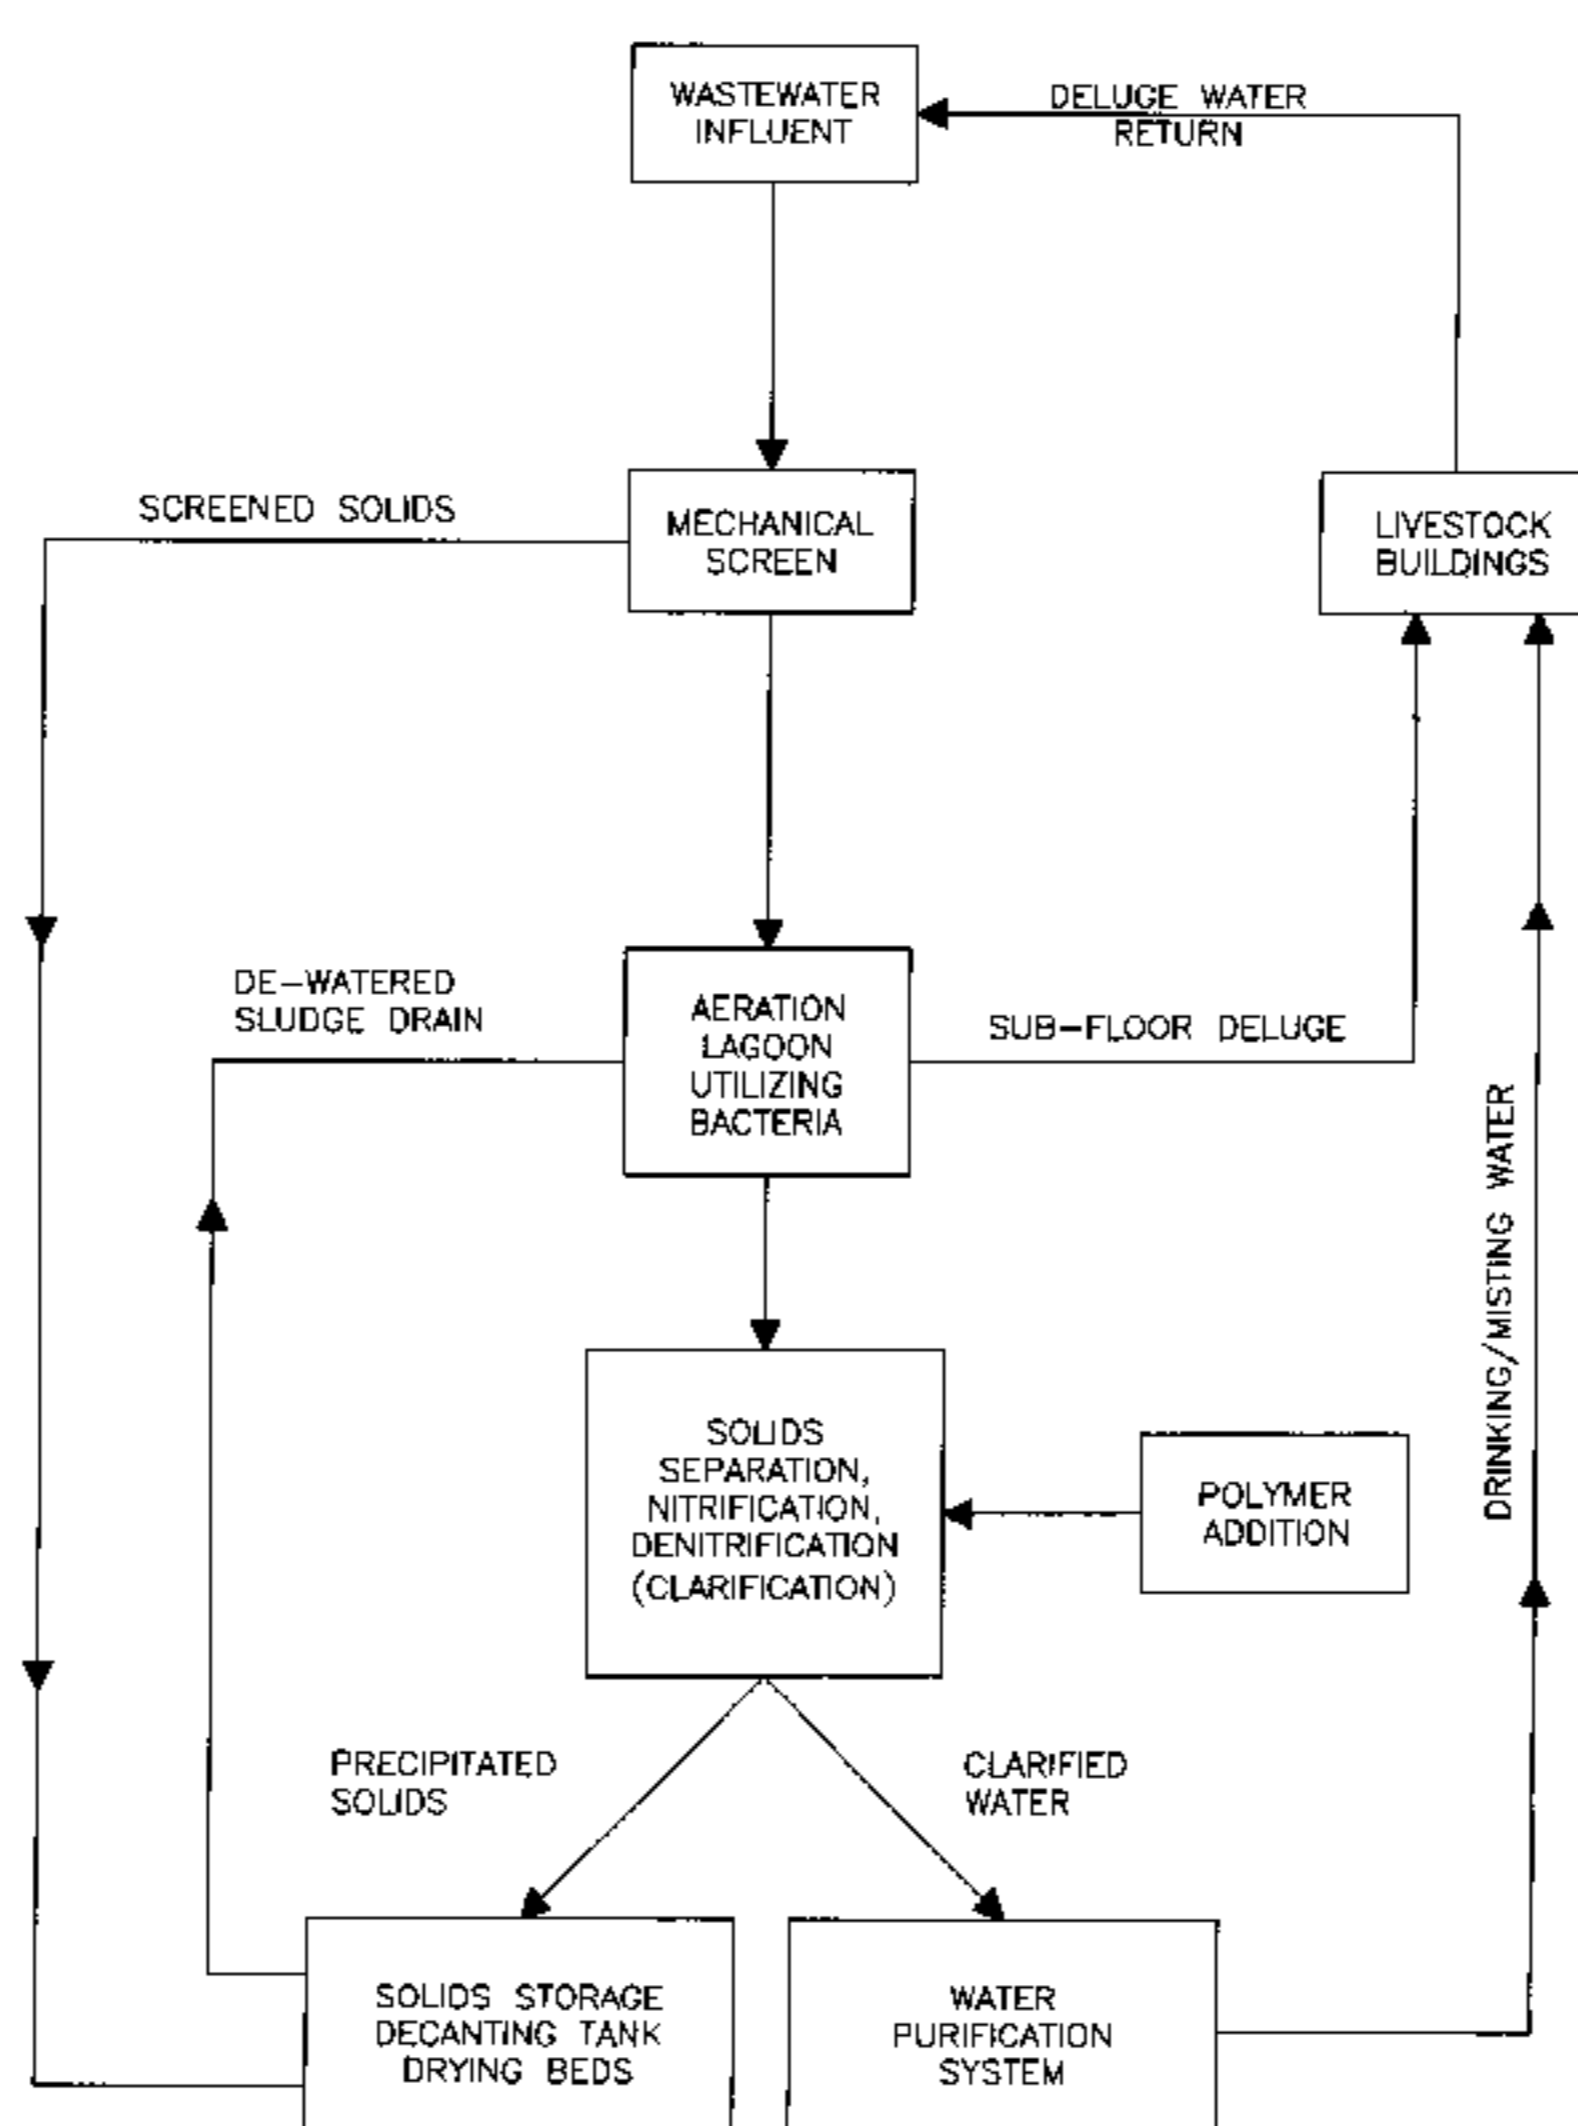 WASTEWATER
INFLUENT
DELUGE WATER
RETURN
SCREENED SOLIDS
MECHANICAL
SCREEN
LIVESTOCK
BUILDINGS
DE-WATERED
SLUDGE DRAIN
AERATION
LAGOON
UTILIZING
BACTERIA
SUB-FLOOR DELUGE
DRINKING/MISTING WATER
SOLIDS
SEPARATION,
NITRIFICATION,
DENITRIFICATION
(CLARIFICATION)
POLYMER
ADDITION
PRECIPITATED
SOLIDS
CLARIFIED
WATER
SOLIDS STORAGE
DECANTING TANK
DRYING BEDS
WATER
PURIFICATION
SYSTEM